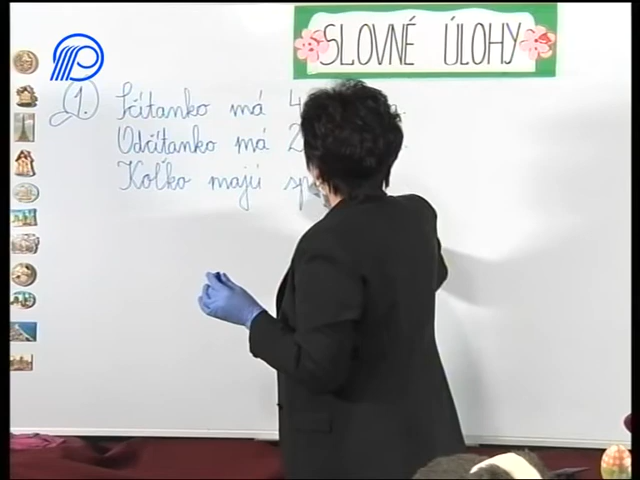 SLOVNÉ ÚLOHY
1. Sčítanko má 4
Odčítanko má 2
Koľko majú sp